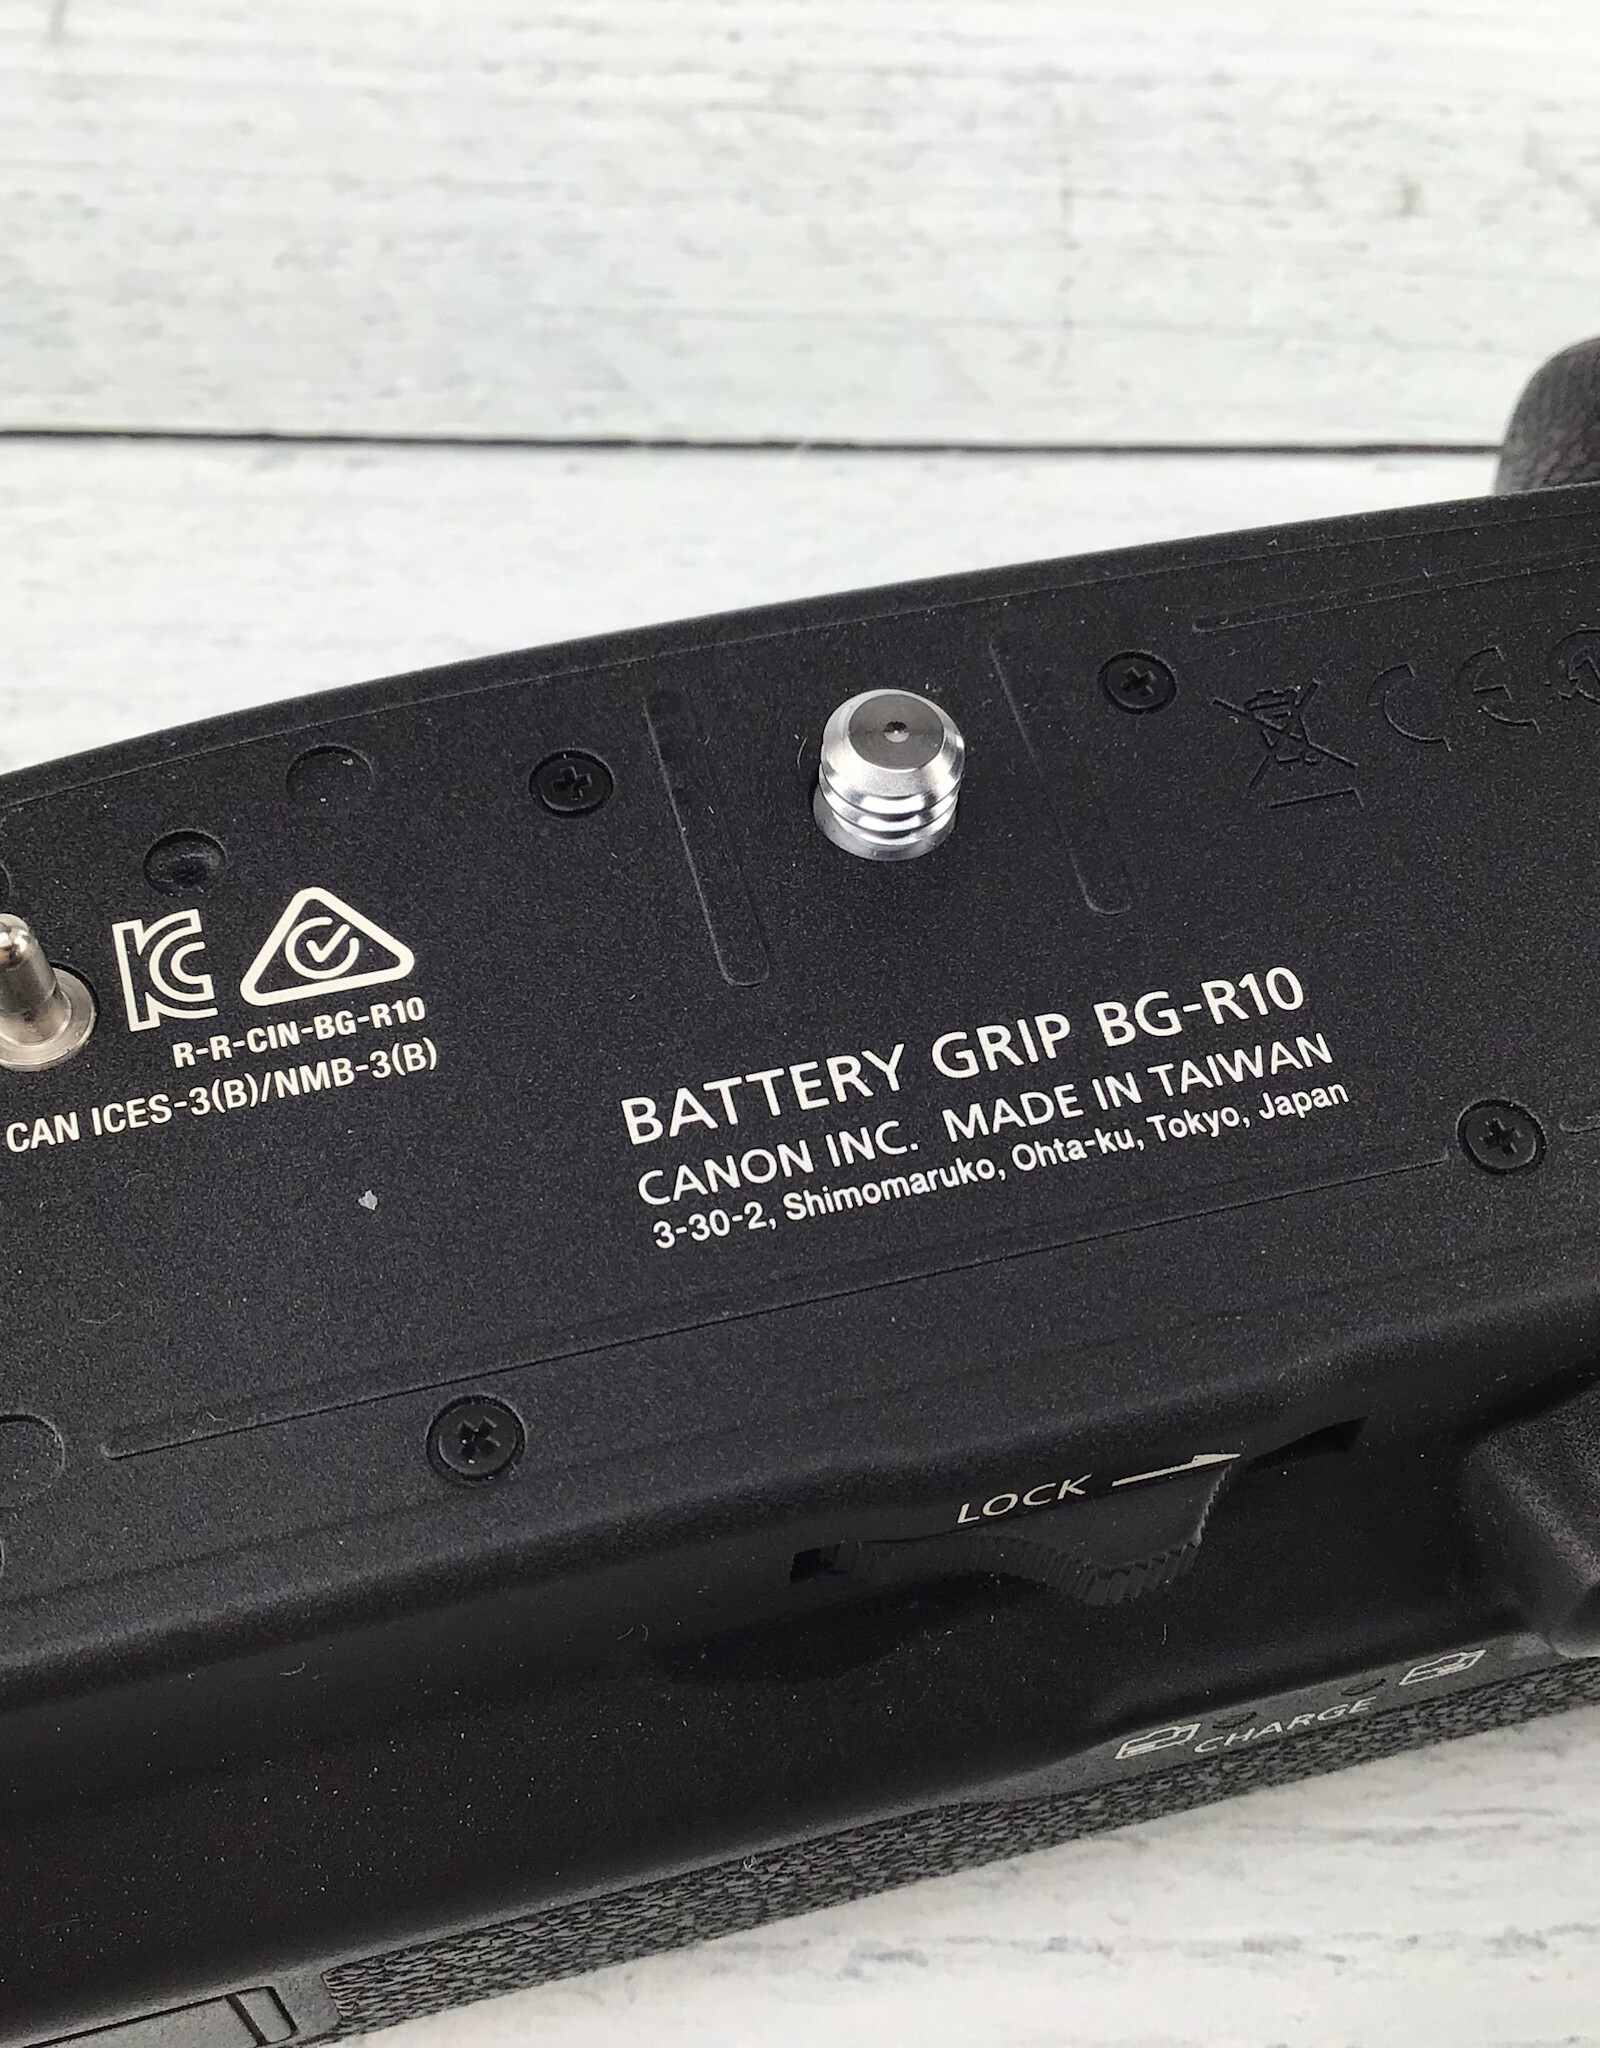 R-R-CIN-BG-R10
CAN ICES-3(B)/NMB-3(B)
BATTERY GRIP BG-R10
CANON INC. MADE IN TAIWAN
3-30-2, Shimomaruko, Ohta-ku, Tokyo, Japan
LOCK
CHARGE